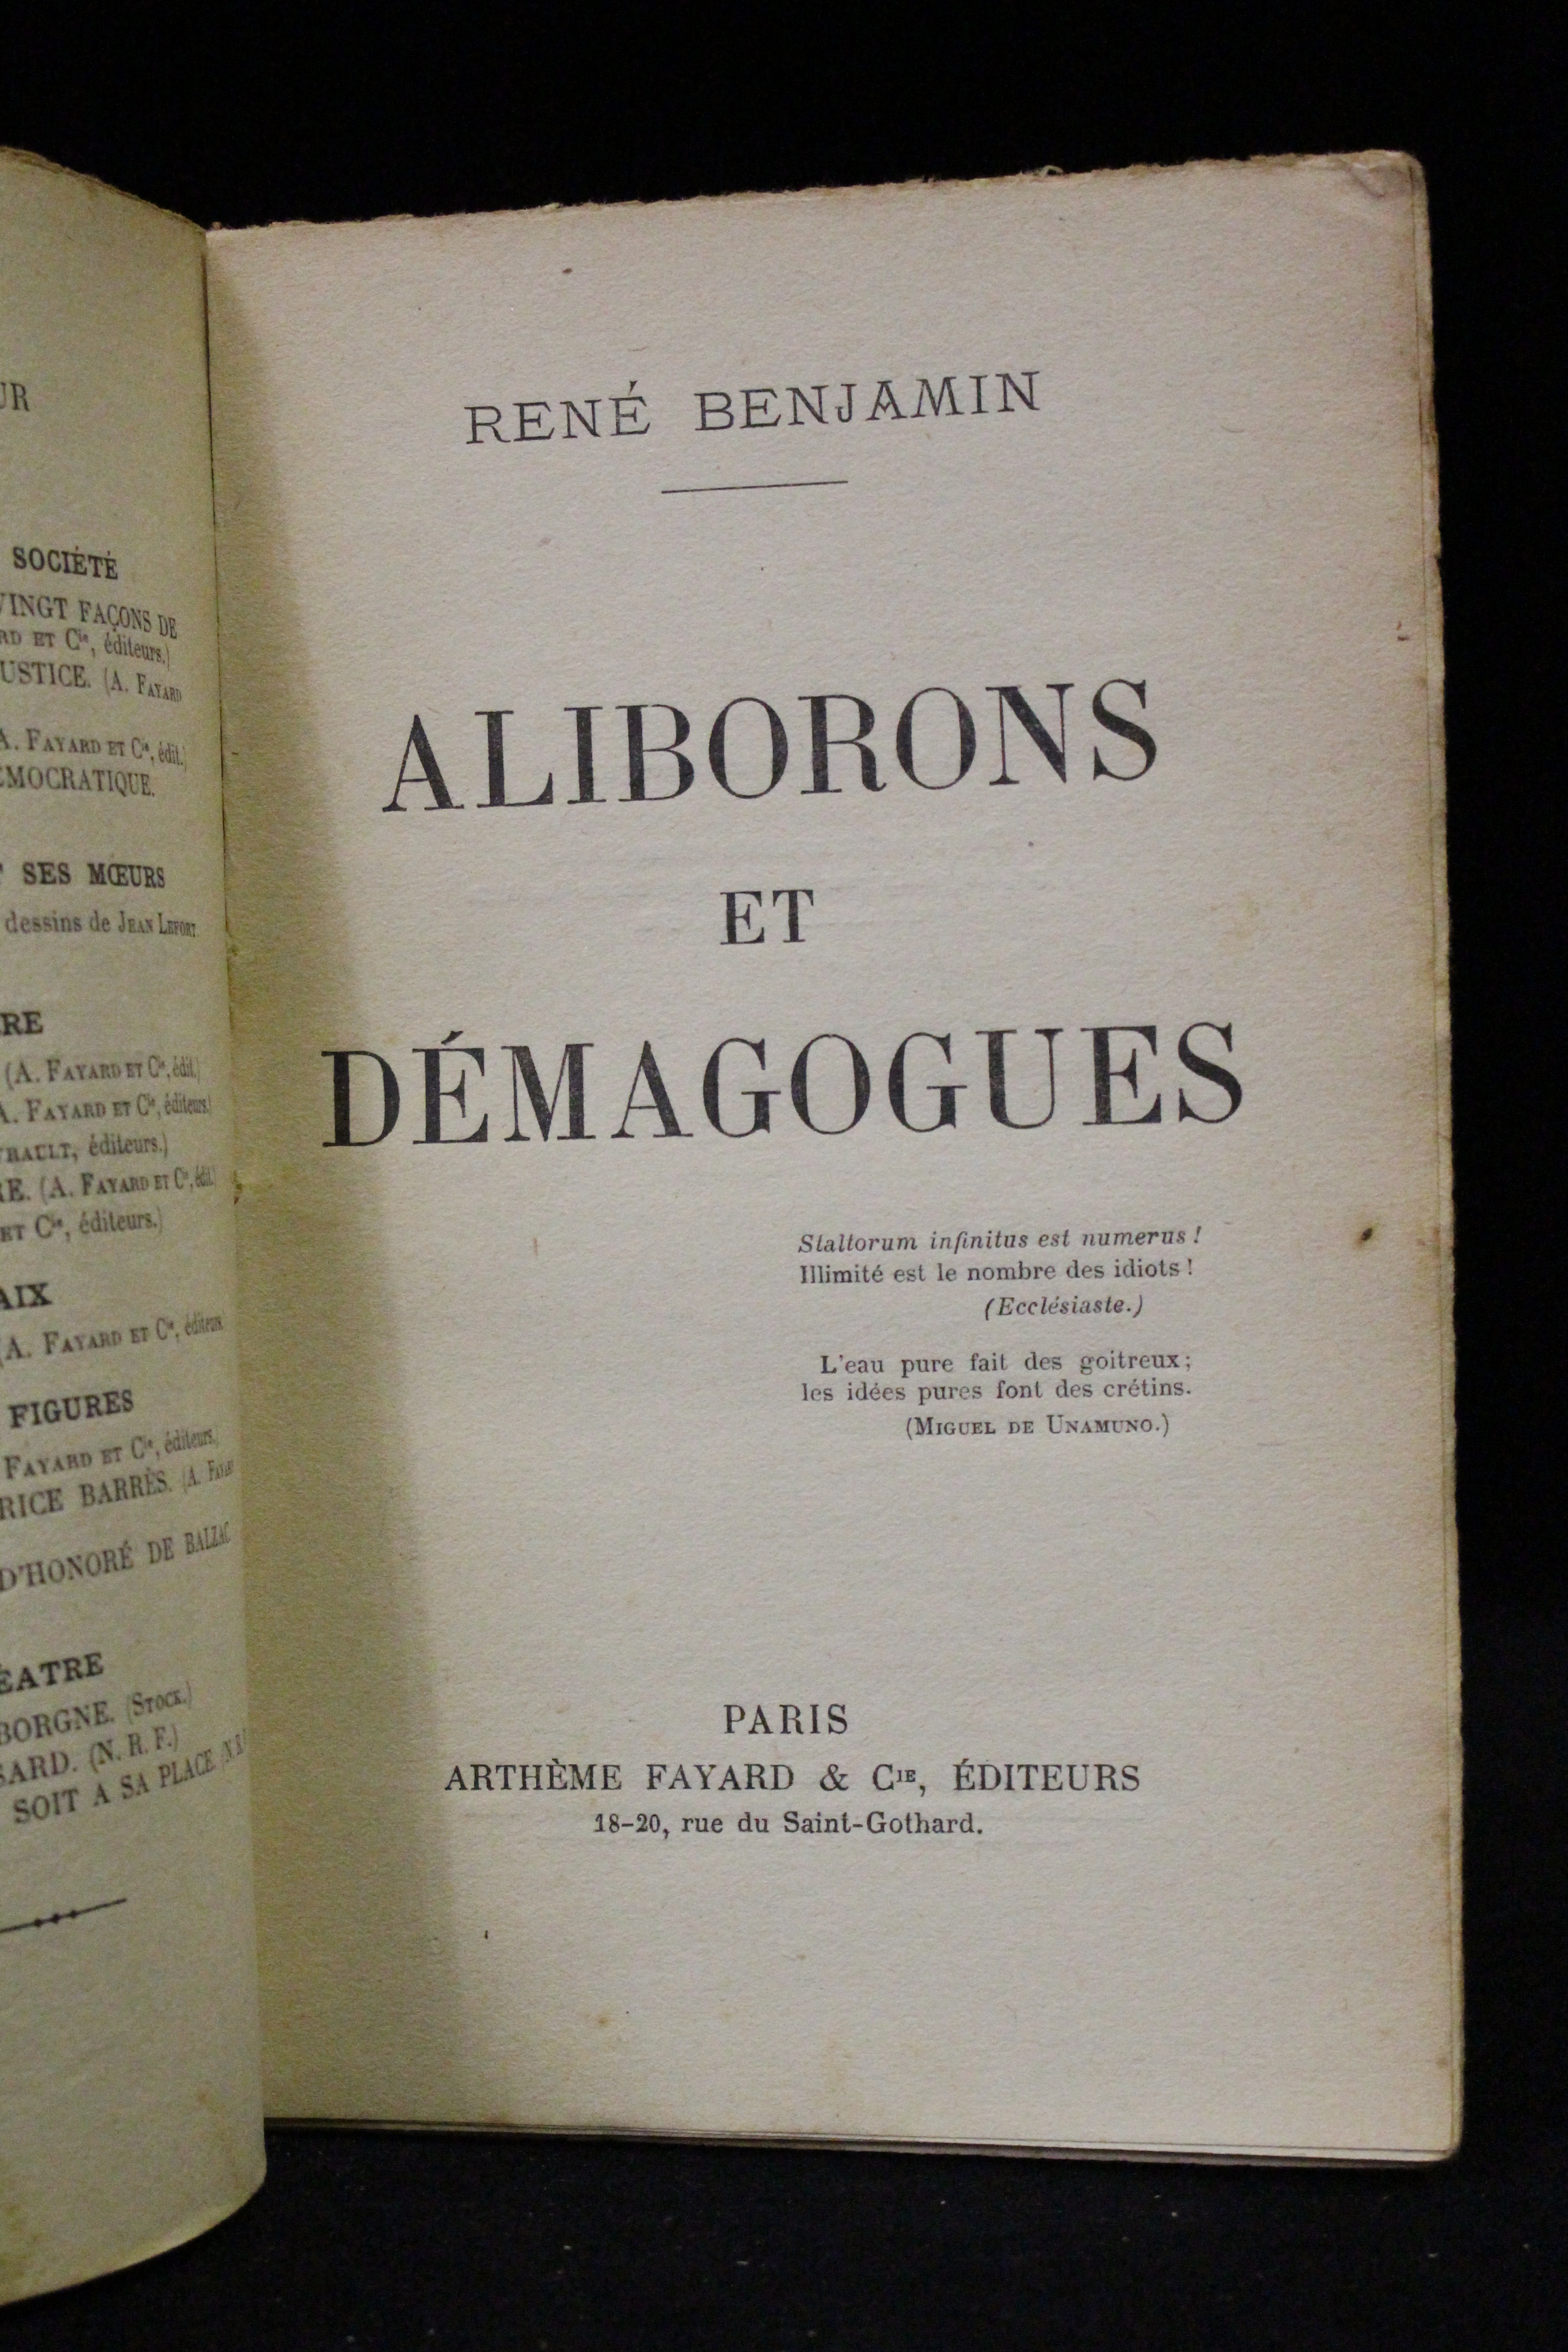 UR
SOCIÉTÉ
VINGT FAÇONS DE
RD ET Cie, éditeurs.)
USTICE. (A. FAYARD
A. FAYARD ET Cie, édit.)
ÉMOCRATIQUE.
SES MŒURS
dessins de JEAN LEFORT.
RE
(A. FAYARD ET Cie, édit.)
A. FAYARD ET Cie, éditeurs.)
RAULT, éditeurs.)
RE. (A. FAYARD ET Cie, édit.)
ET Cie, éditeurs.)
AIX
(A. FAYARD ET Cie, éditeurs.
FIGURES
FAYARD ET Cie, éditeurs.
RICE BARRÈS. (A. FAYAR
D'HONORÉ DE BALZAC
ÉATRE
BORGNE. (STOCK.)
SARD. (N. R. F.)
SOIT A SA PLACE
RENÉ BENJAMIN
ALIBORONS
ET
DÉMAGOGUES
Staltorum infinitus est numerus !
Illimité est le nombre des idiots !
(Ecclésiaste.)
L'eau pure fait des goitreux ;
les idées pures font des crétins.
(MIGUEL DE UNAMUNO.)
PARIS
ARTHÈME FAYARD & CIE, ÉDITEURS
18-20, rue du Saint-Gothard.